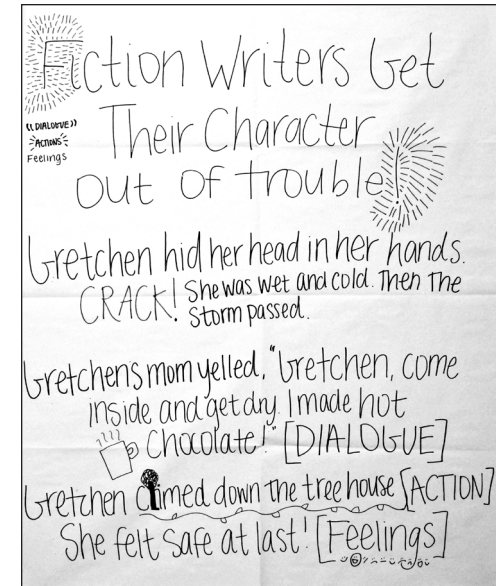 Fiction Writers Get
Their Character
Out Of trouble!
(( DIALOGUE ))
ACTIONS
Feelings
Gretchen hid her head in her hands.
CRACK! She was wet and cold. Then The
Storm passed.
Gretchen's mom yelled, "Gretchen, come
inside and get dry. I made hot
Chocolate!" [DIALOGUE]
Gretchen climed down the tree house [ACTION]
She felt safe at last! [Feelings]